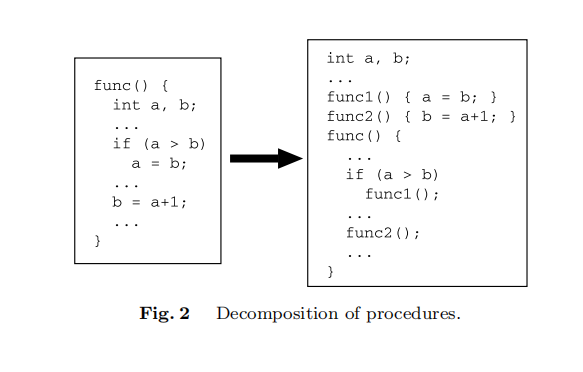 func() {
int a, b;
...
if (a > b)
a = b;
...
b = a+1;
...
}
int a, b;
...
func1() { a = b; }
func2() { b = a+1; }
func() {
...
if (a > b)
func1();
...
func2();
...
}
Fig. 2 Decomposition of procedures.